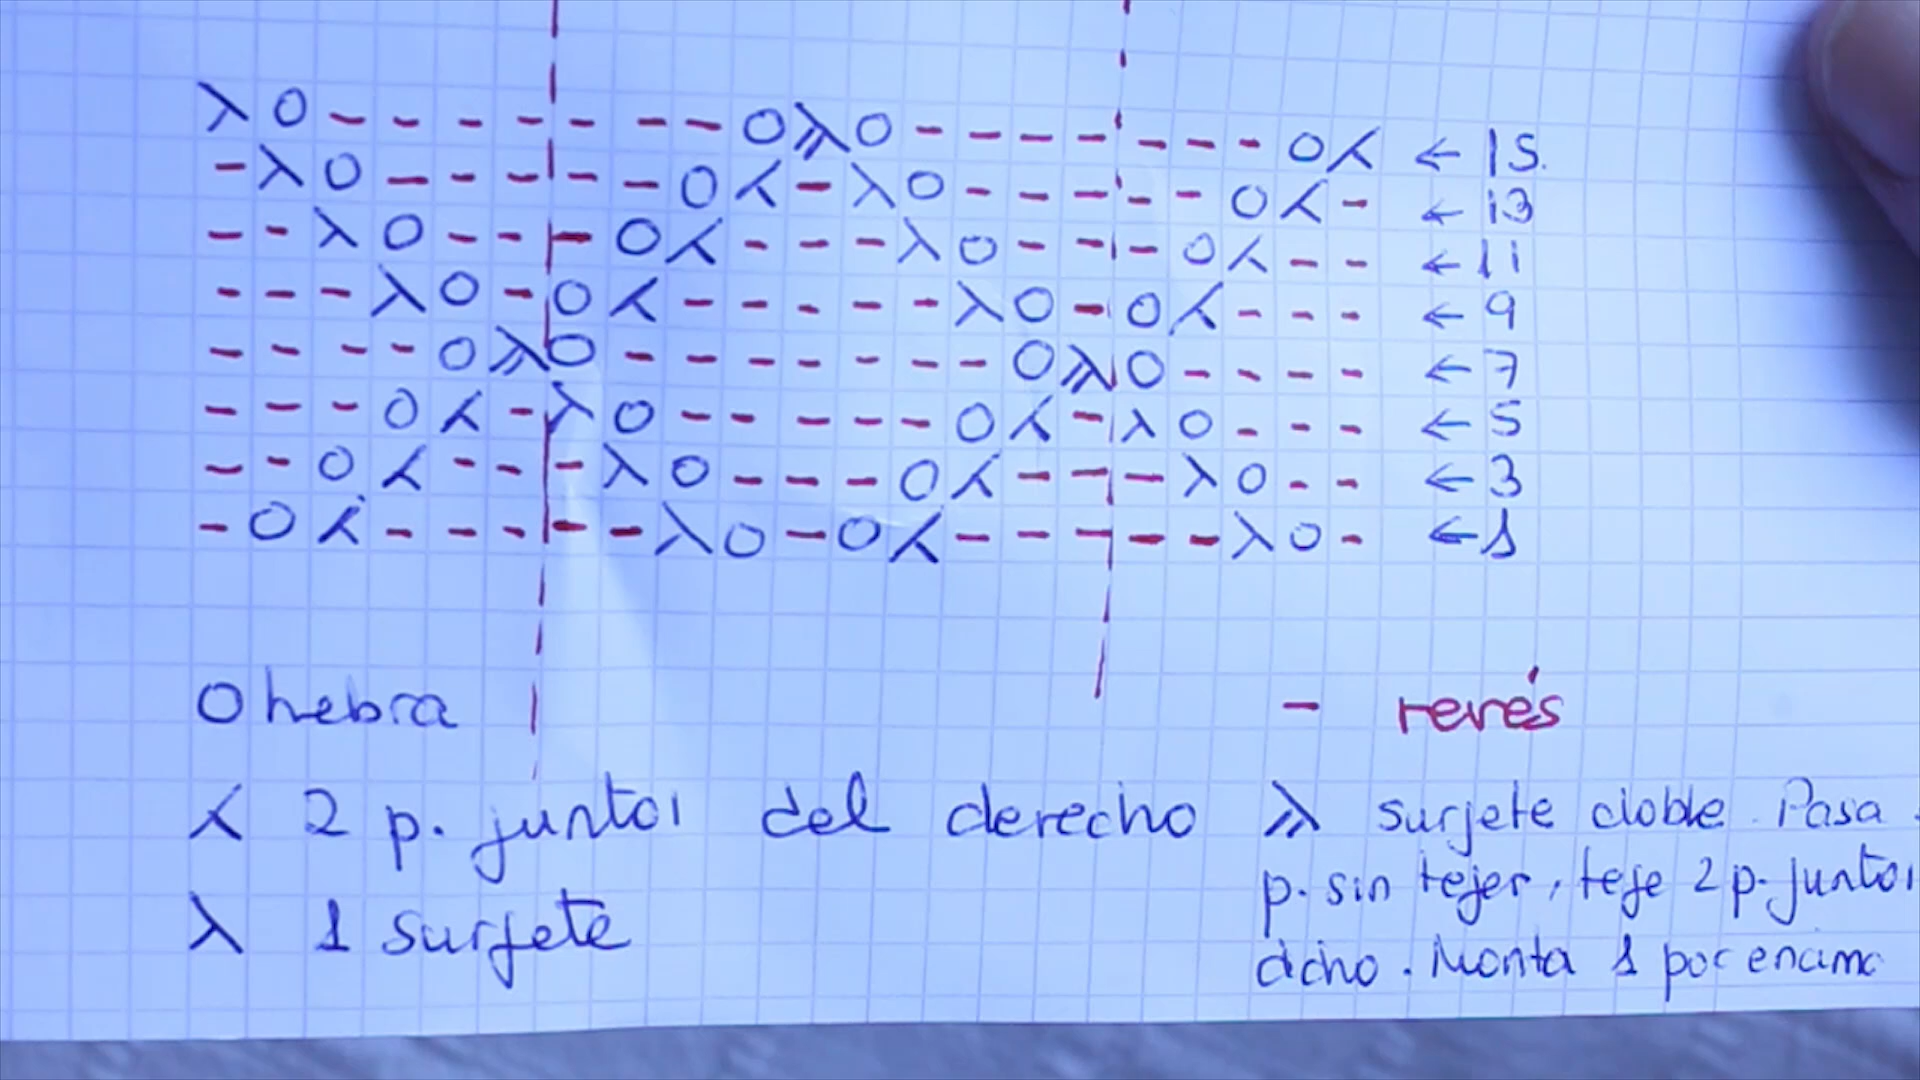 λ O - - - - - - - O ⩚ O - - - - - - - O ⅄ ← 15.
- λ O - - - - - O ⅄ - λ O - - - - - O ⅄ - ← 13
- - λ O - - - O ⅄ - - - λ O - - - O ⅄ - - ← 11
- - - λ O - O ⅄ - - - - - λ O - O ⅄ - - - ← 9
- - - - O ⩚ O - - - - - - - O ⩚ O - - - - ← 7
- - - O ⅄ - λ O - - - - - O ⅄ - λ O - - - ← 5
- - O ⅄ - - - λ O - - - O ⅄ - - - λ O - - ← 3
- O ⅄ - - - - - λ O - O ⅄ - - - - - λ O - ← 1
O hebra
- revés
⅄ 2 p. juntos del derecho
λ 1 surjete
⩚ surjete doble. Pasa
p. sin tejer, teje 2 p. juntos
dcho. Monta 1 por encima